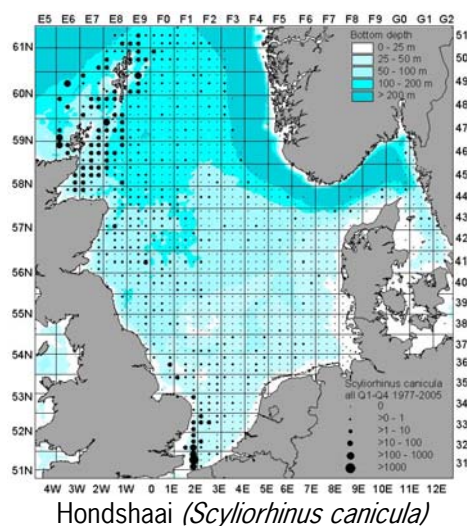 E5 E6 E7 E8 E9 F0 F1 F2 F3 F4 F5 F6 F7 F8 F9 G0 G1 G2
61N
60N
59N
58N
57N
56N
55N
54N
53N
52N
51N
Bottom depth
0 - 25 m
25 - 50 m
50 - 100 m
100 - 200 m
> 200 m
51
50
49
48
47
46
45
44
43
42
41
40
39
38
37
36
35
34
33
32
31
Scyliorhinus canicula
all Q1-Q4 1977-2005
0
>0 - 1
>1 - 10
>10 - 100
>100 - 1000
>1000
4W 3W 2W 1W 0 1E 2E 3E 4E 5E 6E 7E 8E 9E 10E 11E 12E
Hondshaai (Scyliorhinus canicula)